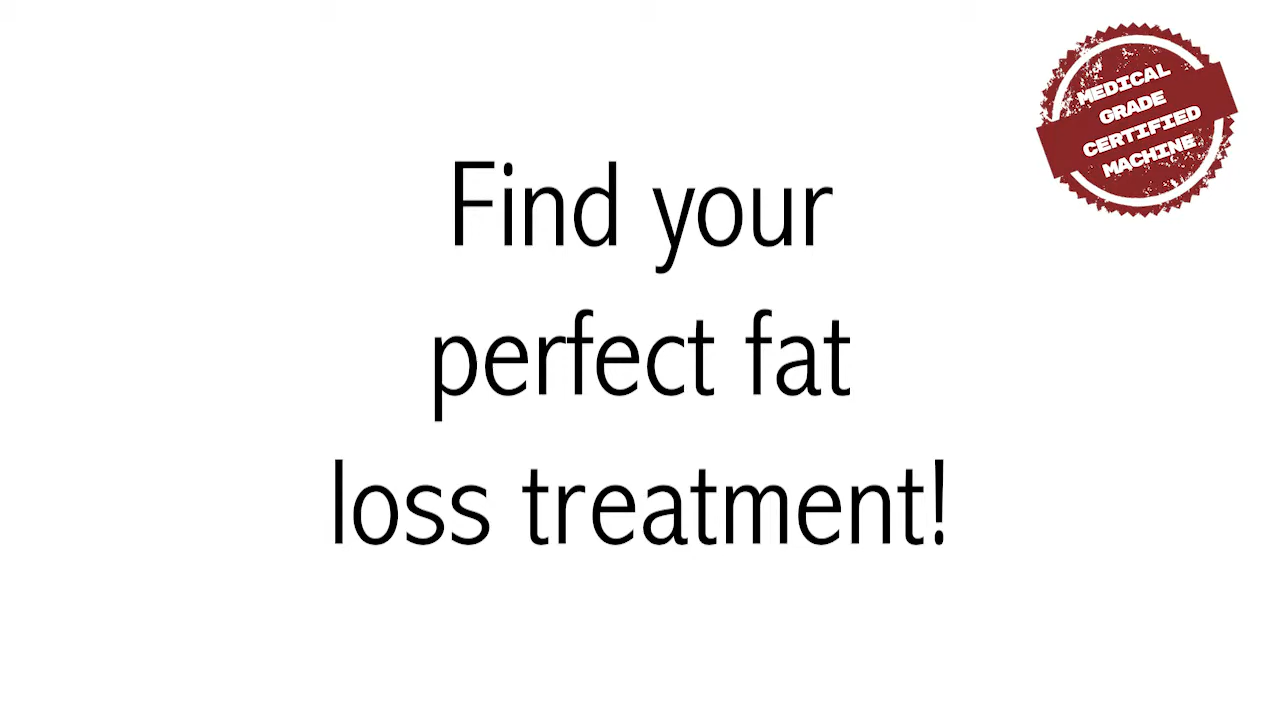 MEDICAL
GRADE
CERTIFIED
MACHINE
Find your
perfect fat
loss treatment!